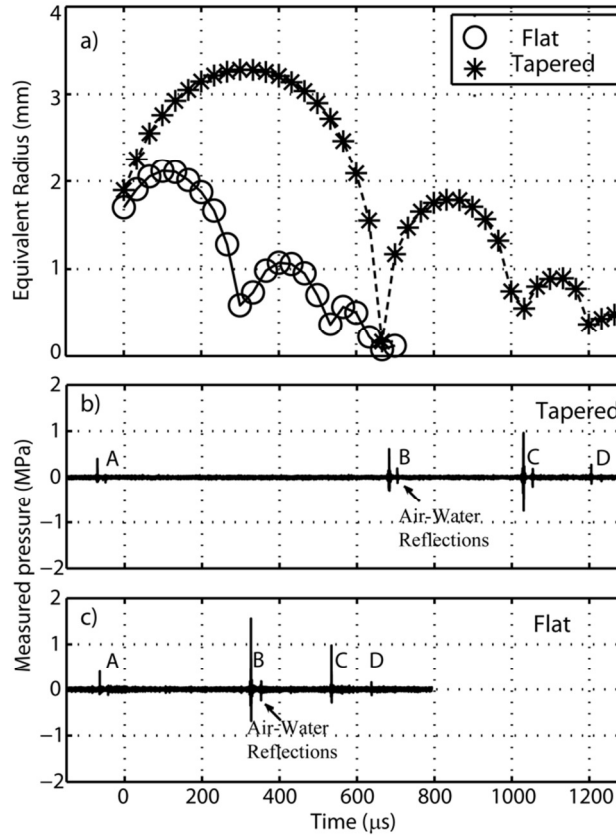 4
a)
Flat
Tapered
3
2
1
0
Equivalent Radius (mm)
2
b)
Tapered
1
A
B
C
D
0
Air-Water
Reflections
−1
−2
Measured pressure (MPa)
2
c)
Flat
1
A
B
C
D
0
Air-Water
Reflections
−1
−2
0
200
400
600
800
1000
1200
Time (μs)